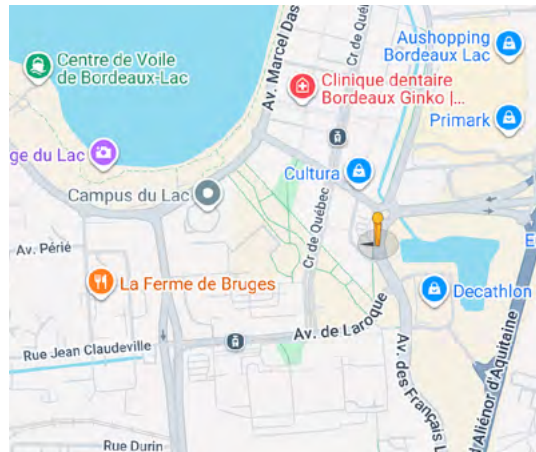 Centre de Voile
de Bordeaux-Lac
Av. Marcel Das
Cr de Québec
Aushopping
Bordeaux Lac
Clinique dentaire
Bordeaux Ginko |...
Primark
ge du Lac
Cultura
Campus du Lac
Av. Périé
Cr de Québec
E
La Ferme de Bruges
Decathlon
Av. de Laroque
Rue Jean Claudeville
Av. des Français L
d Aliénor d'Aquitaine
Rue Durin